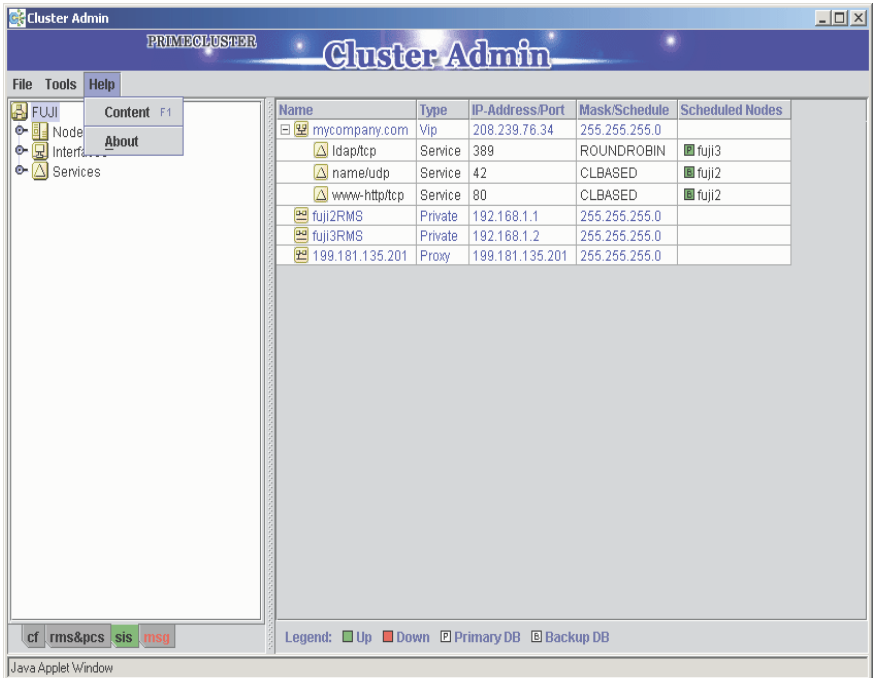 Cluster Admin
PRIMECLUSTER
Cluster Admin
File Tools Help
Content F1
About
FUJI
Node
Interfaces
Services
Name Type IP-Address/Port Mask/Schedule Scheduled Nodes
mycompany.com Vip 208.239.76.34 255.255.255.0
ldap/tcp Service 389 ROUNDROBIN P fuji3
name/udp Service 42 CLBASED B fuji2
www-http/tcp Service 80 CLBASED B fuji2
fuji2RMS Private 192.168.1.1 255.255.255.0
fuji3RMS Private 192.168.1.2 255.255.255.0
199.181.135.201 Proxy 199.181.135.201 255.255.255.0
cf rms&pcs sis msg
Legend: Up Down P Primary DB B Backup DB
Java Applet Window